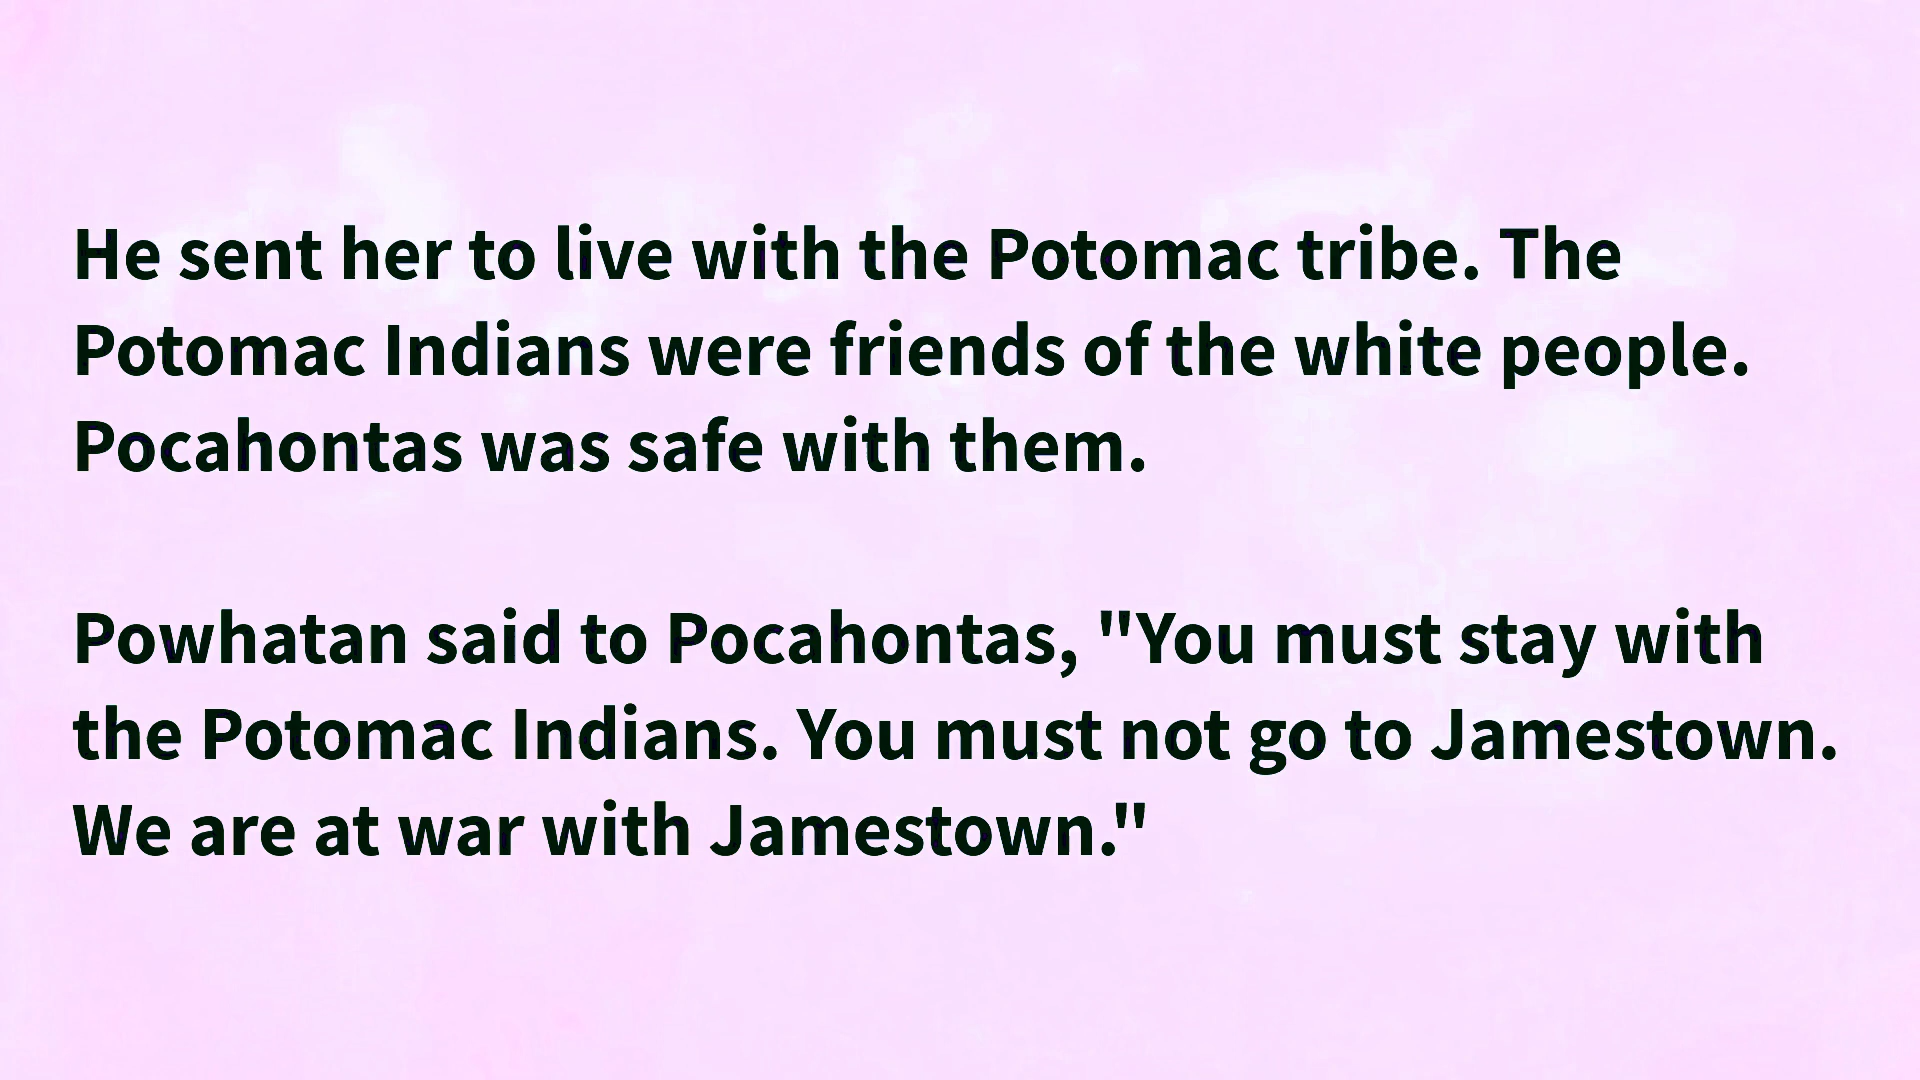 He sent her to live with the Potomac tribe. The
Potomac Indians were friends of the white people.
Pocahontas was safe with them.
Powhatan said to Pocahontas, "You must stay with
the Potomac Indians. You must not go to Jamestown.
We are at war with Jamestown."